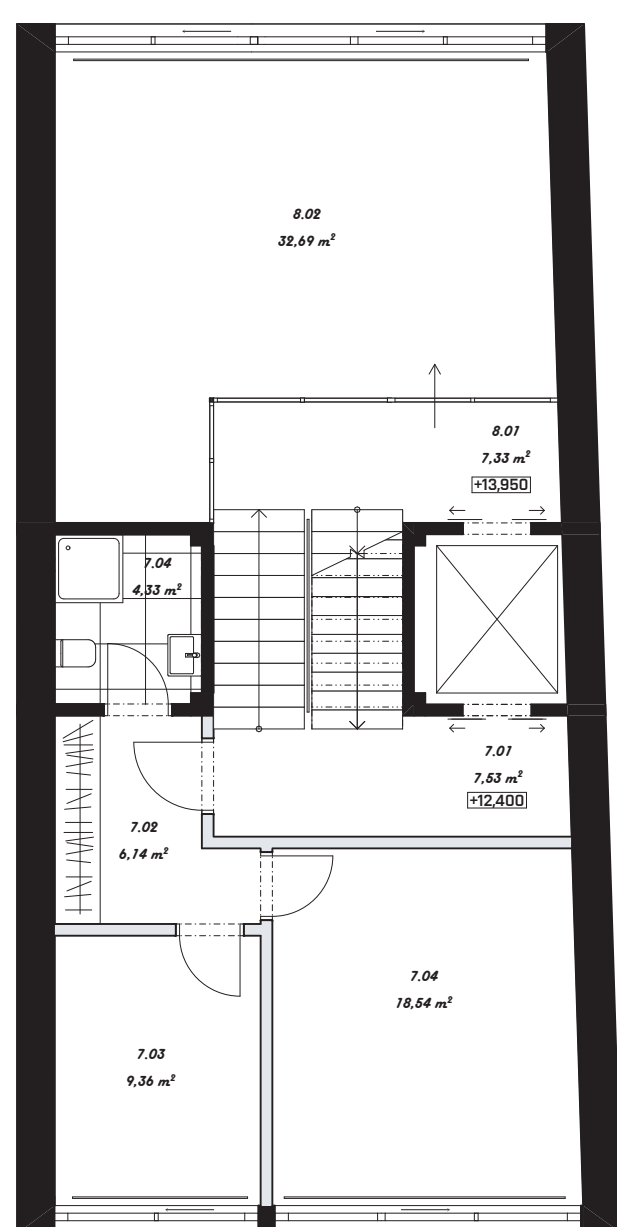 8.02
32,69 m²
8.01
7,33 m²
+13,950
7.04
4,33 m²
7.01
7,53 m²
+12,400
7.02
6,14 m²
7.04
18,54 m²
7.03
9,36 m²